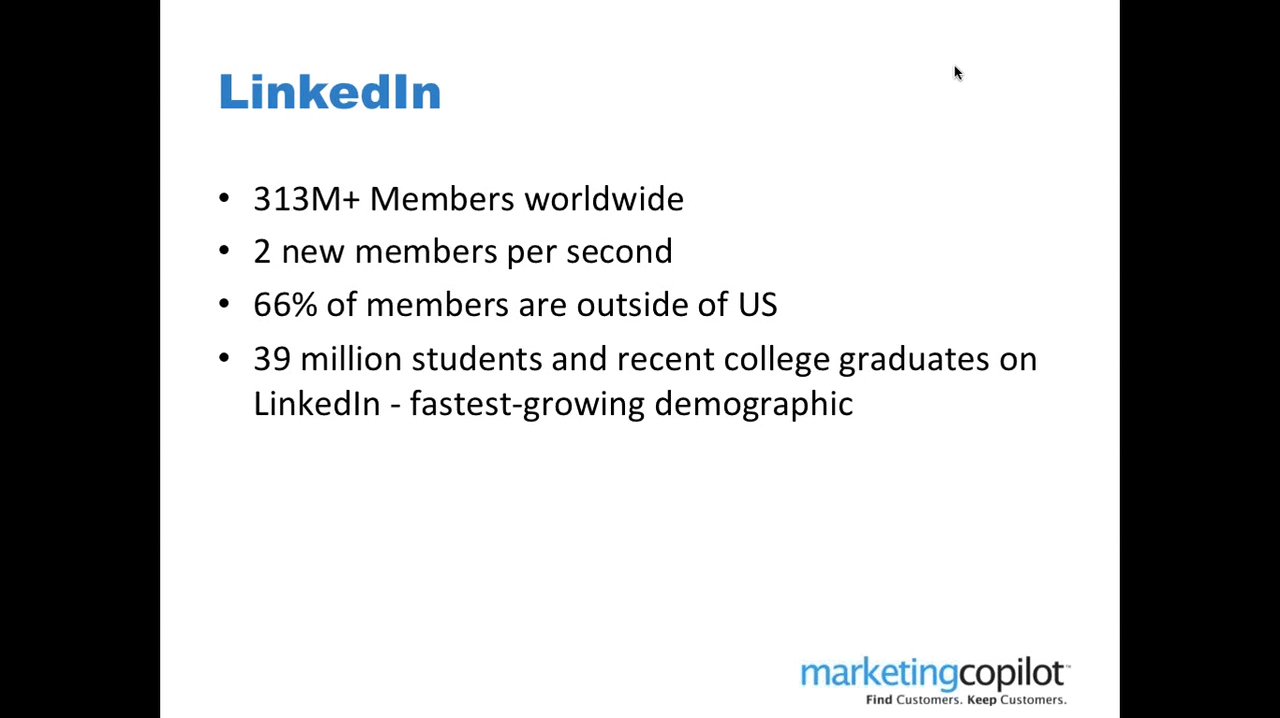 LinkedIn
• 313M+ Members worldwide
• 2 new members per second
• 66% of members are outside of US
• 39 million students and recent college graduates on
LinkedIn - fastest-growing demographic
marketingcopilot™
Find Customers. Keep Customers.